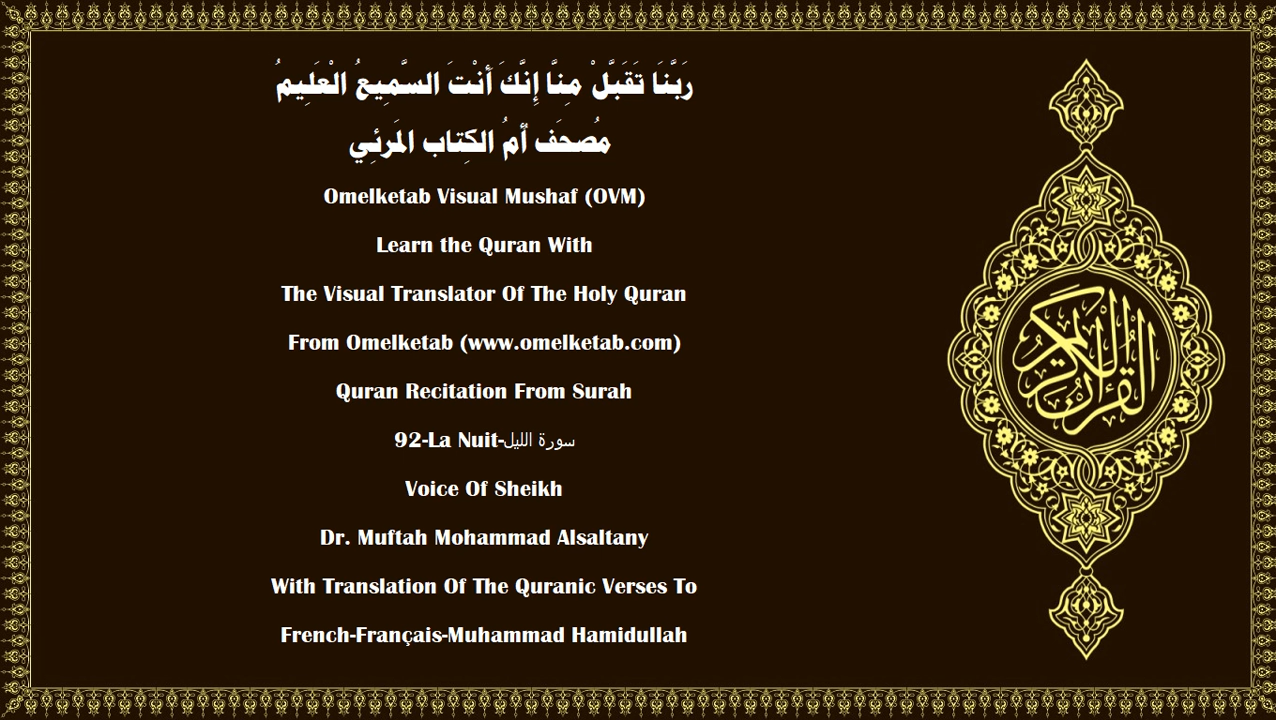 رَبَّنَا تَقَبَّلْ مِنَّا إِنَّكَ أَنْتَ السَّمِيعُ الْعَلِيمُ
مُصحَف أمُ الكِتاب المَرئِي
Omelketab Visual Mushaf (OVM)
Learn the Quran With
The Visual Translator Of The Holy Quran
From Omelketab (www.omelketab.com)
Quran Recitation From Surah
92-La Nuit-سورة الليل
Voice Of Sheikh
Dr. Muftah Mohammad Alsaltany
With Translation Of The Quranic Verses To
French-Français-Muhammad Hamidullah
القرآن الكريم